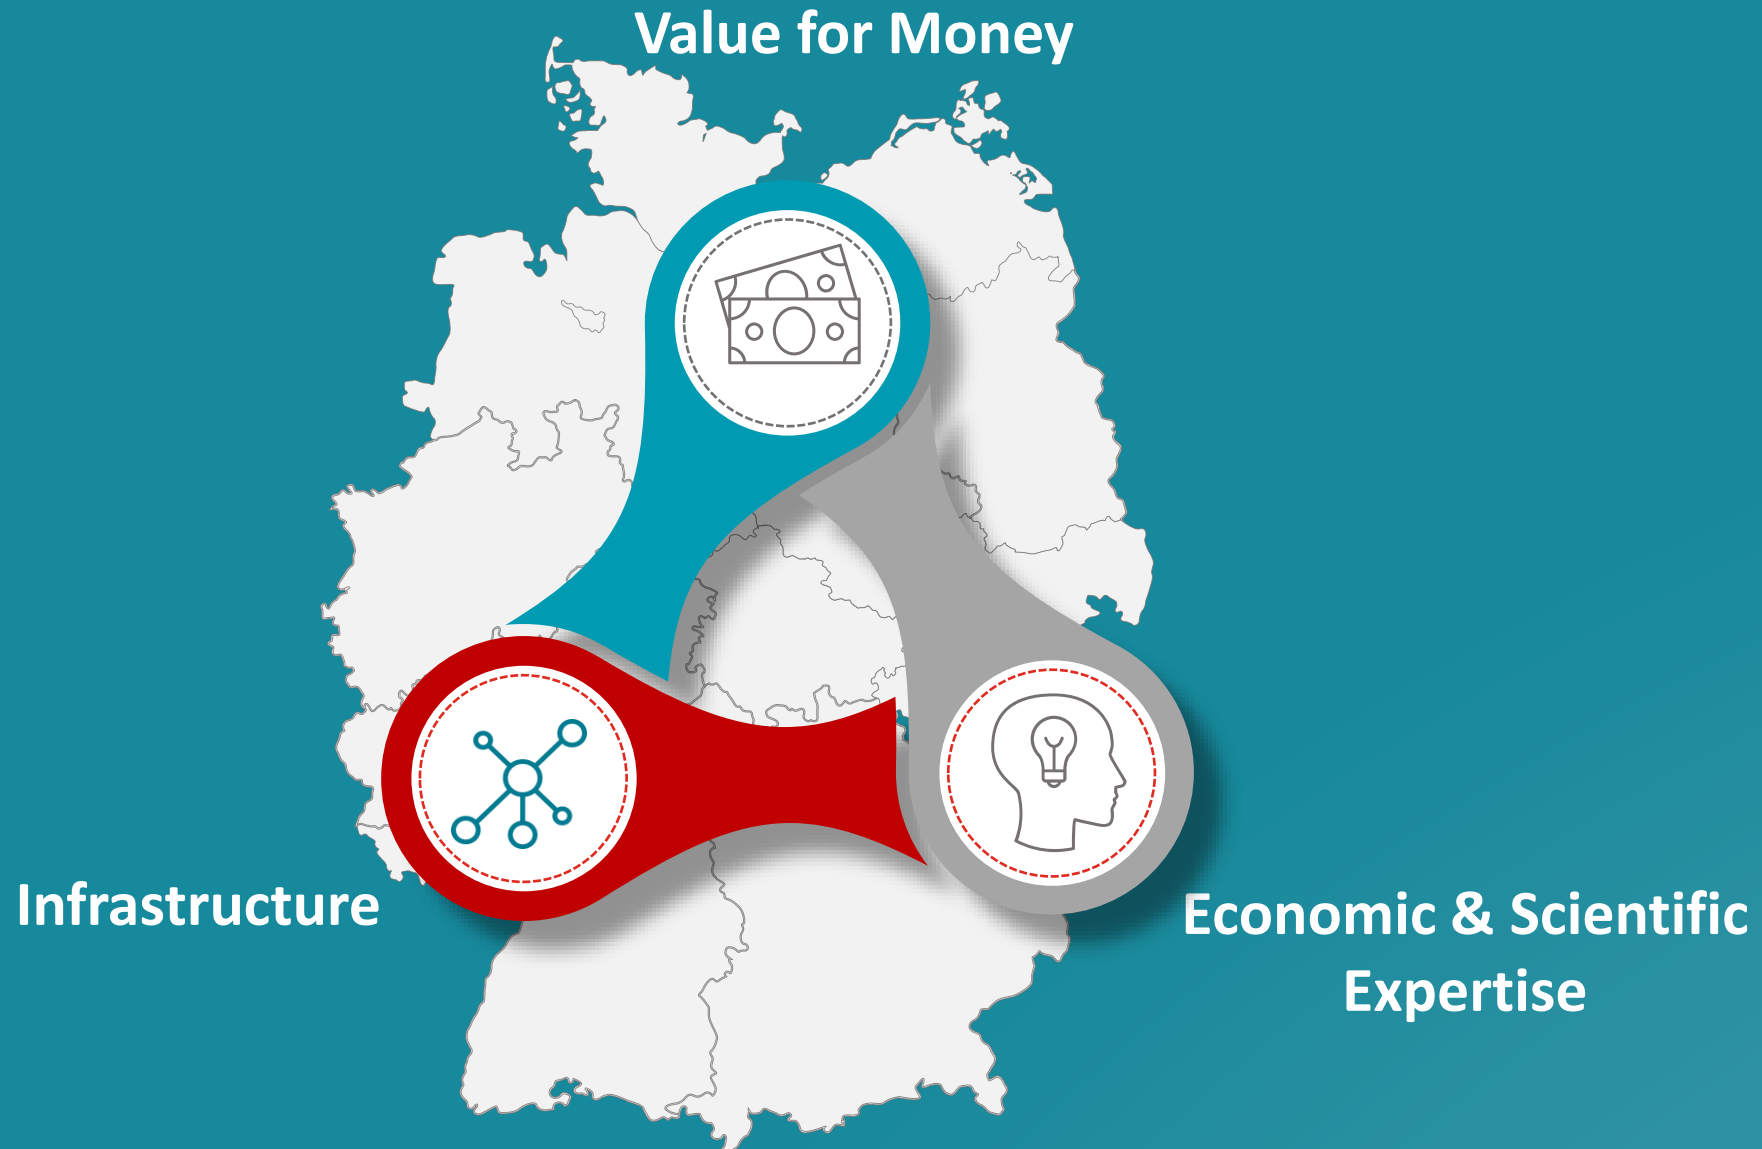 Value for Money
Infrastructure
Economic & Scientific
Expertise